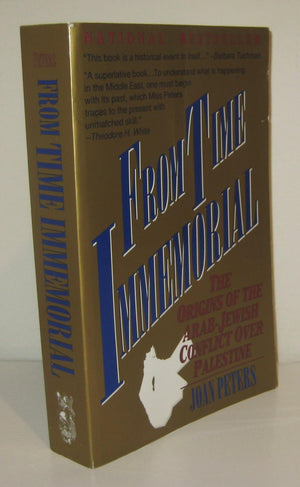 NATIONAL BESTSELLER
"This book is a historical event in itself..." –Barbara Tuchman
"A superlative book... To understand what is happening
in the Middle East, one must begin
with its past, which Miss Peters
traces to the present with
unmatched skill."
–Theodore H. White
FROM TIME
IMMEMORIAL
THE
ORIGINS OF THE
ARAB-JEWISH
CONFLICT OVER
PALESTINE
JOAN PETERS
PETERS
FROM TIME IMMEMORIAL